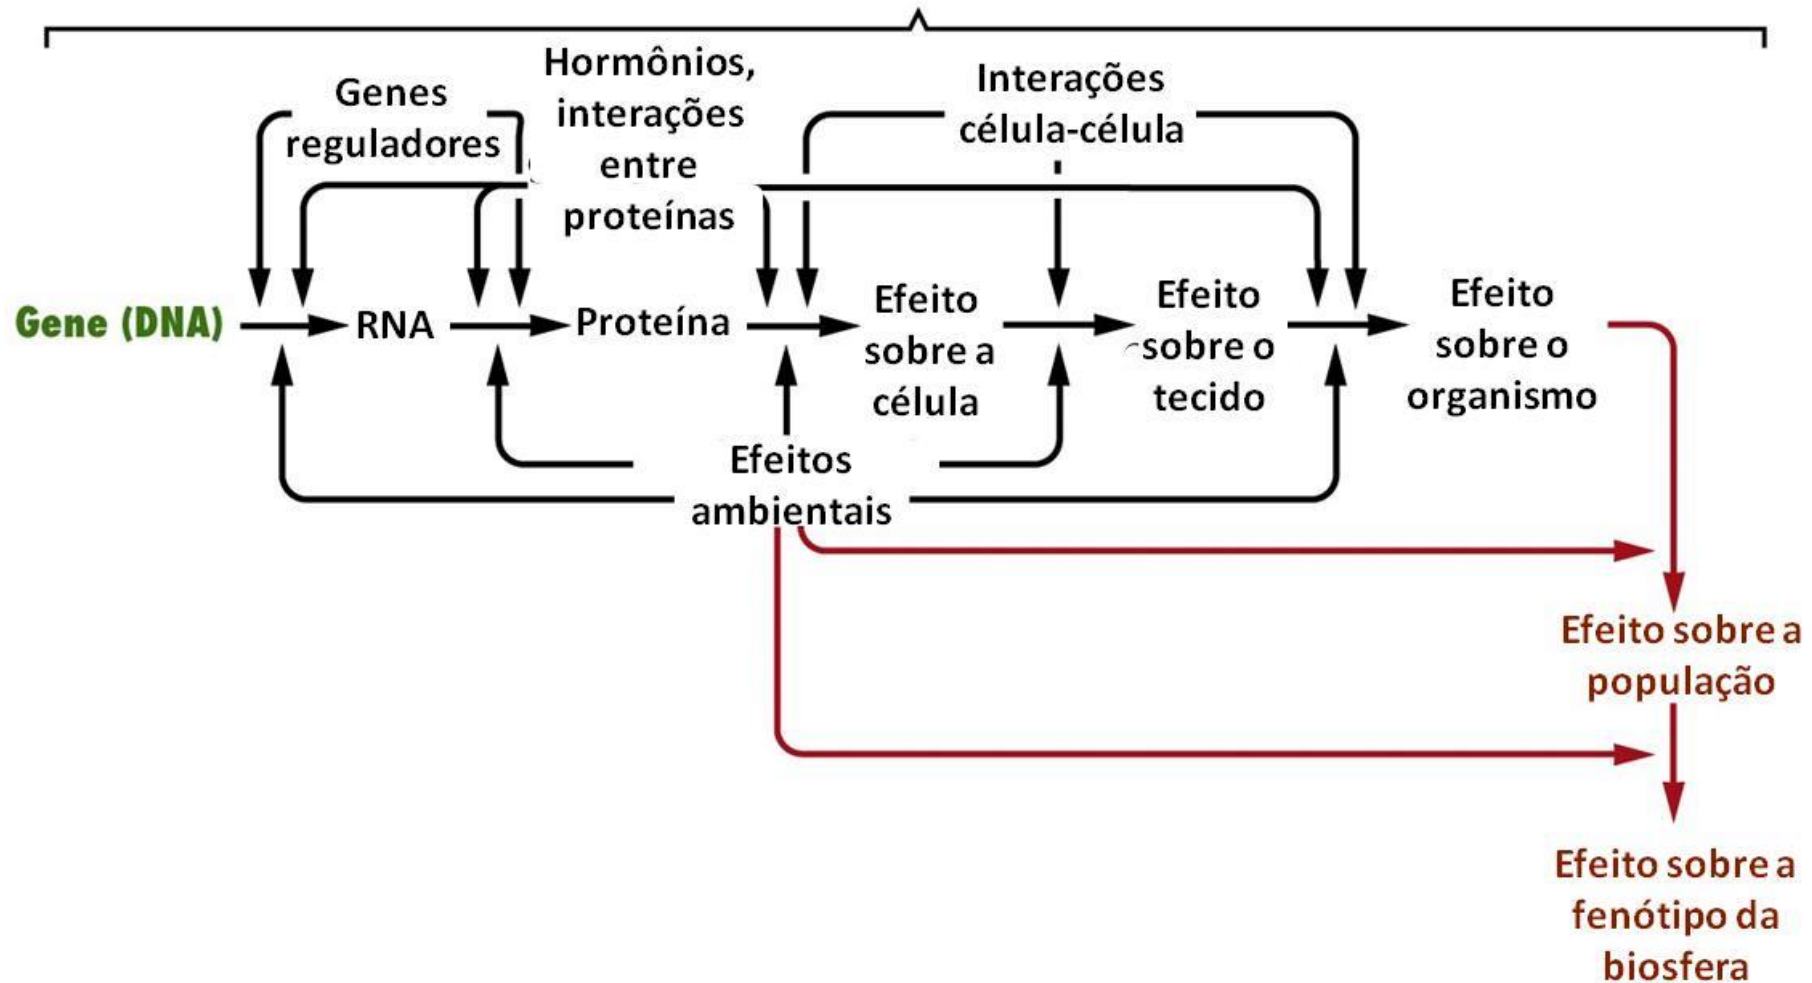 Genes
reguladores
Hormônios,
interações
entre
proteínas
Interações
célula-célula
Gene (DNA)
RNA
Proteína
Efeito
sobre a
célula
Efeito
sobre o
tecido
Efeito
sobre o
organismo
Efeitos
ambientais
Efeito sobre a
população
Efeito sobre a
fenótipo da
biosfera